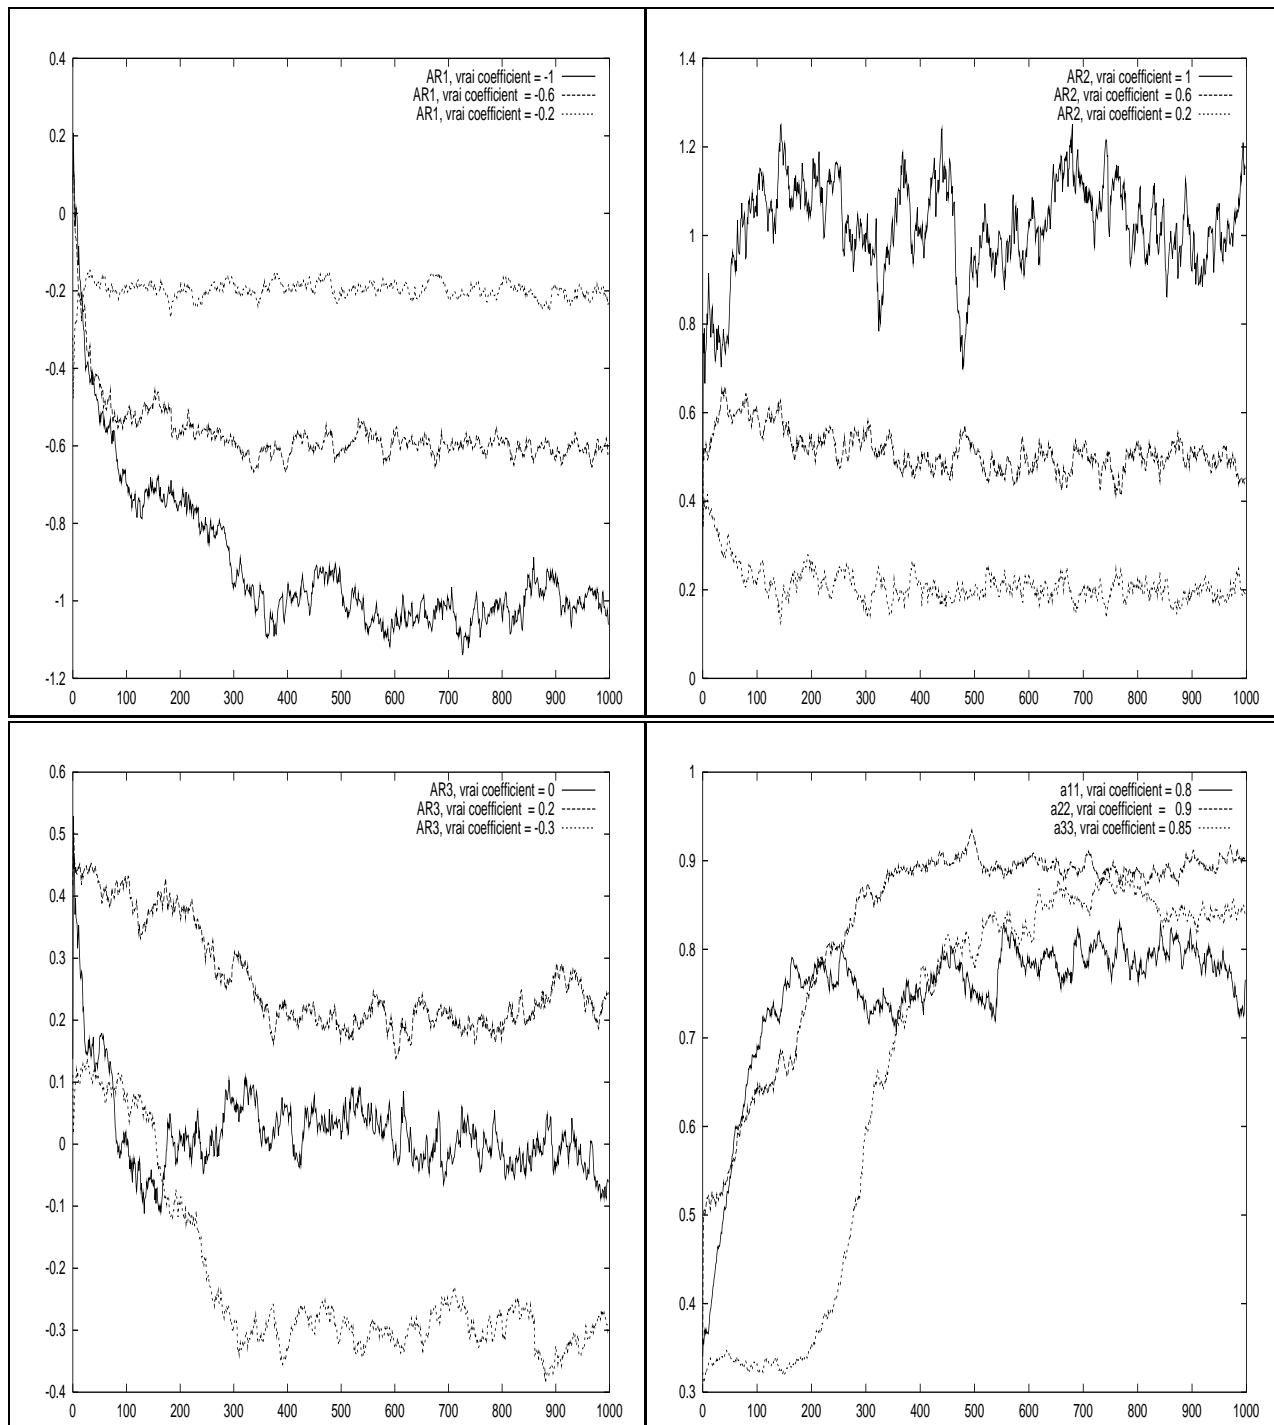 0.4
0.2
0
-0.2
-0.4
-0.6
-0.8
-1
-1.2
0 100 200 300 400 500 600 700 800 900 1000
AR1, vrai coefficient = -1
AR1, vrai coefficient = -0.6
AR1, vrai coefficient = -0.2
1.4
1.2
1
0.8
0.6
0.4
0.2
0
0 100 200 300 400 500 600 700 800 900 1000
AR2, vrai coefficient = 1
AR2, vrai coefficient = 0.6
AR2, vrai coefficient = 0.2
0.6
0.5
0.4
0.3
0.2
0.1
0
-0.1
-0.2
-0.3
-0.4
0 100 200 300 400 500 600 700 800 900 1000
AR3, vrai coefficient = 0
AR3, vrai coefficient = 0.2
AR3, vrai coefficient = -0.3
1
0.9
0.8
0.7
0.6
0.5
0.4
0.3
0 100 200 300 400 500 600 700 800 900 1000
a11, vrai coefficient = 0.8
a22, vrai coefficient = 0.9
a33, vrai coefficient = 0.85